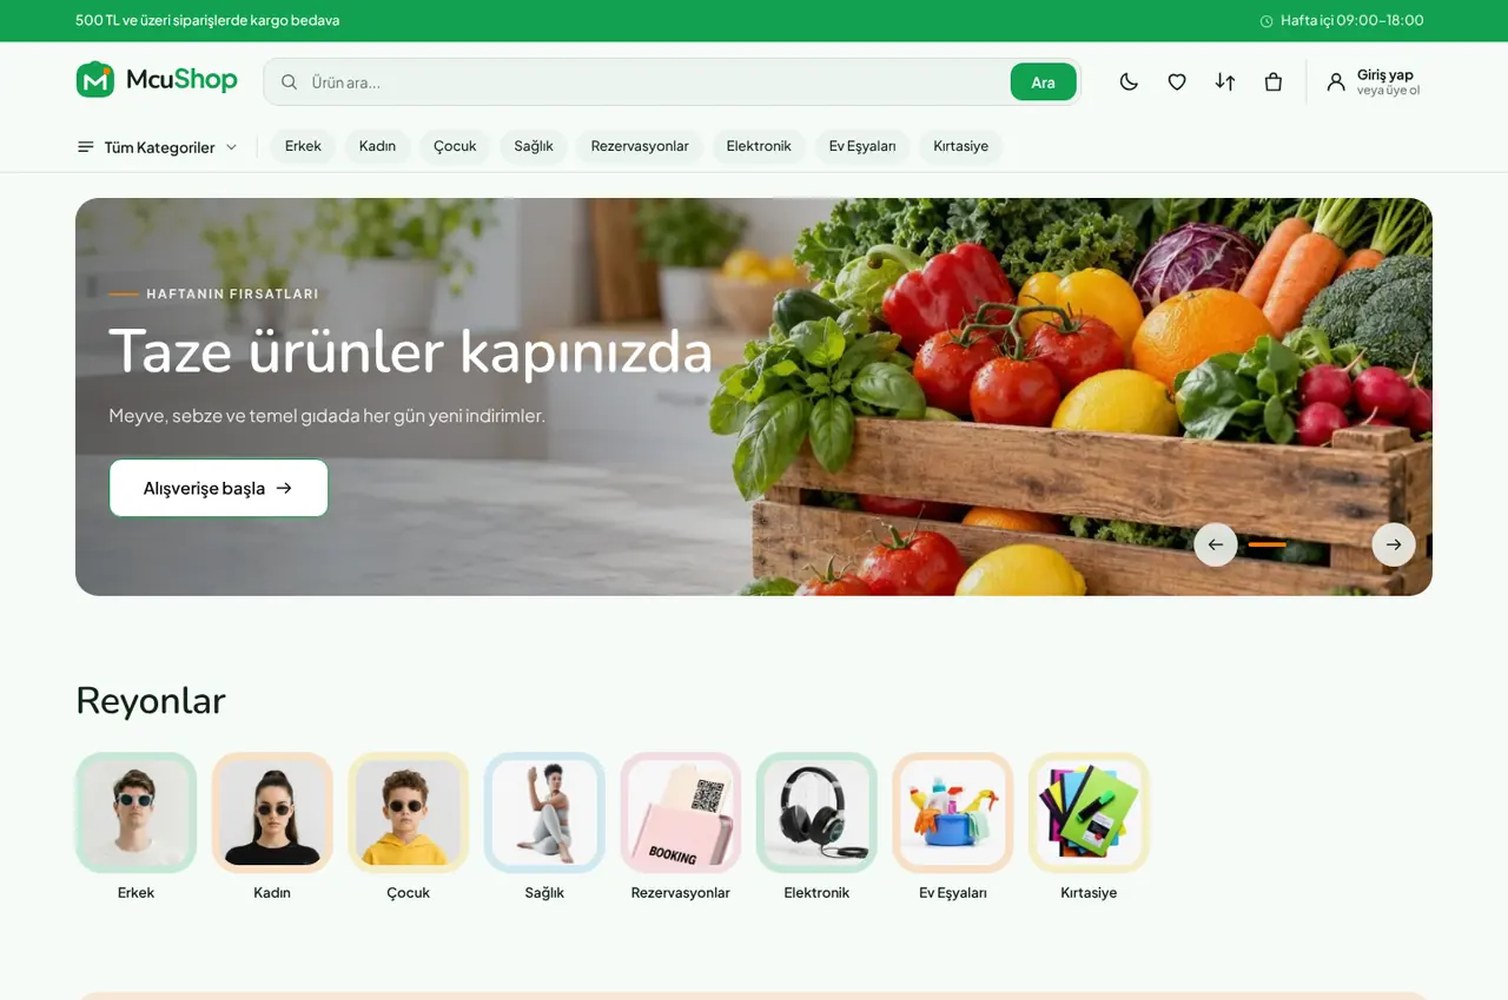 500 TL ve üzeri siparişlerde kargo bedava
Hafta içi 09:00–18:00
McuShop
Ürün ara...
Ara
Giriş yap
veya üye ol
Tüm Kategoriler
Erkek
Kadın
Çocuk
Sağlık
Rezervasyonlar
Elektronik
Ev Eşyaları
Kırtasiye
HAFTANIN FIRSATLARI
Taze ürünler kapınızda
Meyve, sebze ve temel gıdada her gün yeni indirimler.
Alışverişe başla
Reyonlar
BOOKING
Erkek
Kadın
Çocuk
Sağlık
Rezervasyonlar
Elektronik
Ev Eşyaları
Kırtasiye